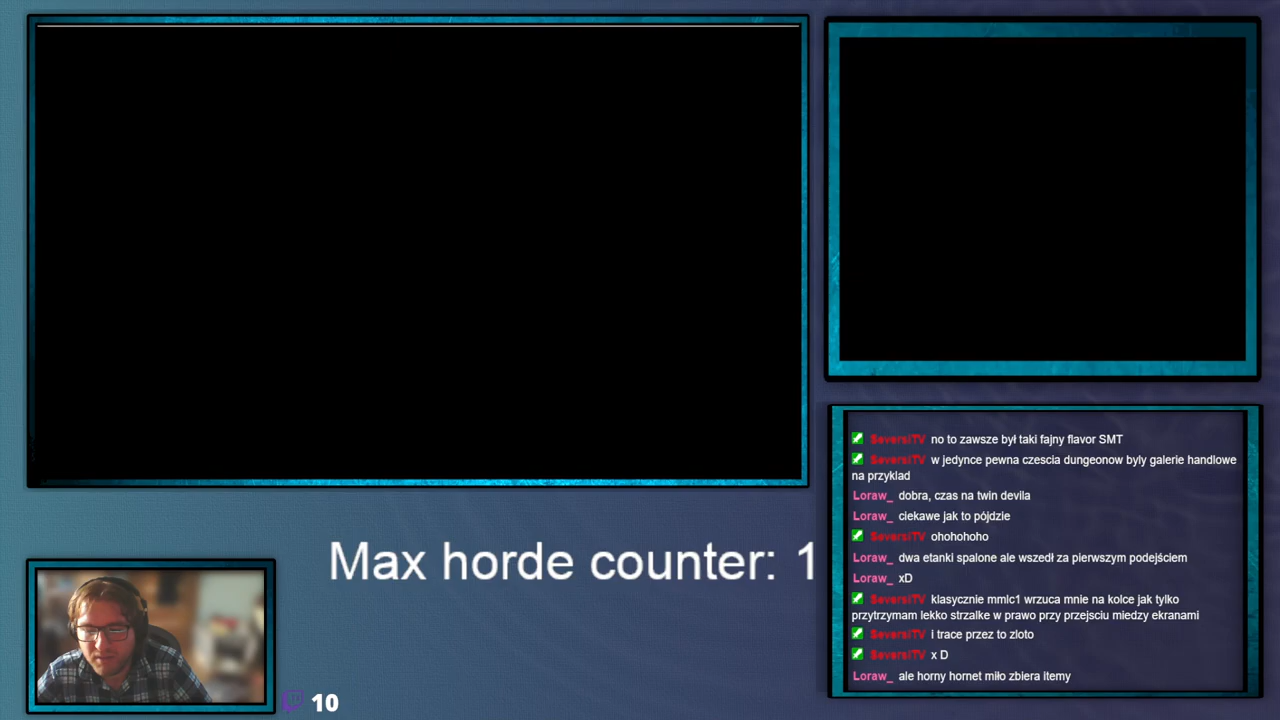 SeversiTV no to zawsze był taki fajny flavor SMT
SeversiTV w jedynce pewna czescia dungeonow byly galerie handlowe
na przyklad
Loraw_ dobra, czas na twin devila
Loraw_ ciekawe jak to pójdzie
SeversiTV ohohohoho
Loraw_ dwa etanki spalone ale wszedł za pierwszym podejściem
Loraw_ xD
SeversiTV klasycznie mmlc1 wrzuca mnie na kolce jak tylko
przytrzymam lekko strzalke w prawo przy przejsciu miedzy ekranami
SeversiTV i trace przez to zloto
SeversiTV x D
Loraw_ ale horny hornet miło zbiera itemy
Max horde counter: 1
10